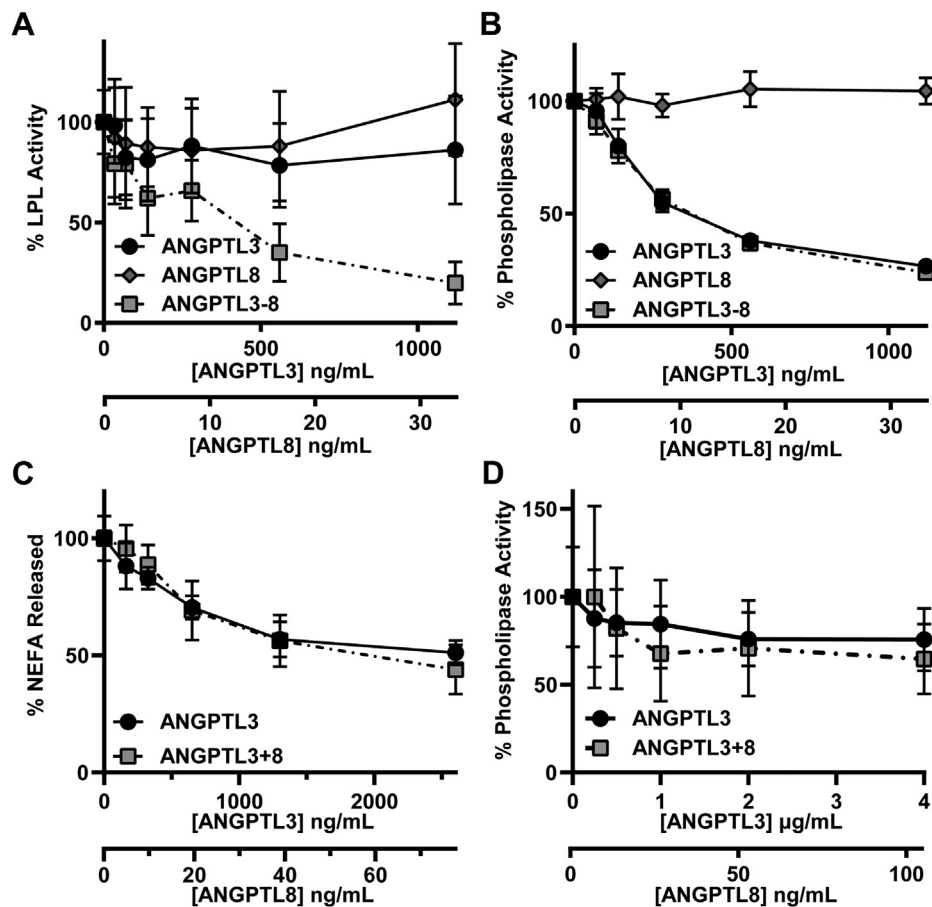 A
% LPL Activity
100
50
0
ANGPTL3
ANGPTL8
ANGPTL3-8
0 500 1000
[ANGPTL3] ng/mL
0 10 20 30
[ANGPTL8] ng/mL
B
% Phospholipase Activity
100
50
0
ANGPTL3
ANGPTL8
ANGPTL3-8
0 500 1000
[ANGPTL3] ng/mL
0 10 20 30
[ANGPTL8] ng/mL
C
% NEFA Released
100
50
0
ANGPTL3
ANGPTL3+8
0 1000 2000
[ANGPTL3] ng/mL
0 20 40 60
[ANGPTL8] ng/mL
D
% Phospholipase Activity
150
100
50
0
ANGPTL3
ANGPTL3+8
0 1 2 3 4
[ANGPTL3] µg/mL
0 50 100
[ANGPTL8] ng/mL